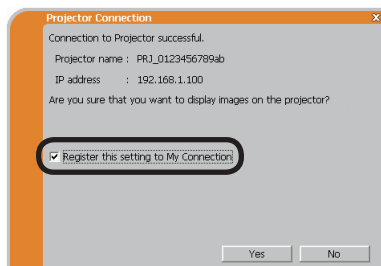 Projector Connection
Connection to Projector successful.
Projector name : PRJ_0123456789ab
IP address : 192.168.1.100
Are you sure that you want to display images on the projector?
Register this setting to My Connection
Yes No